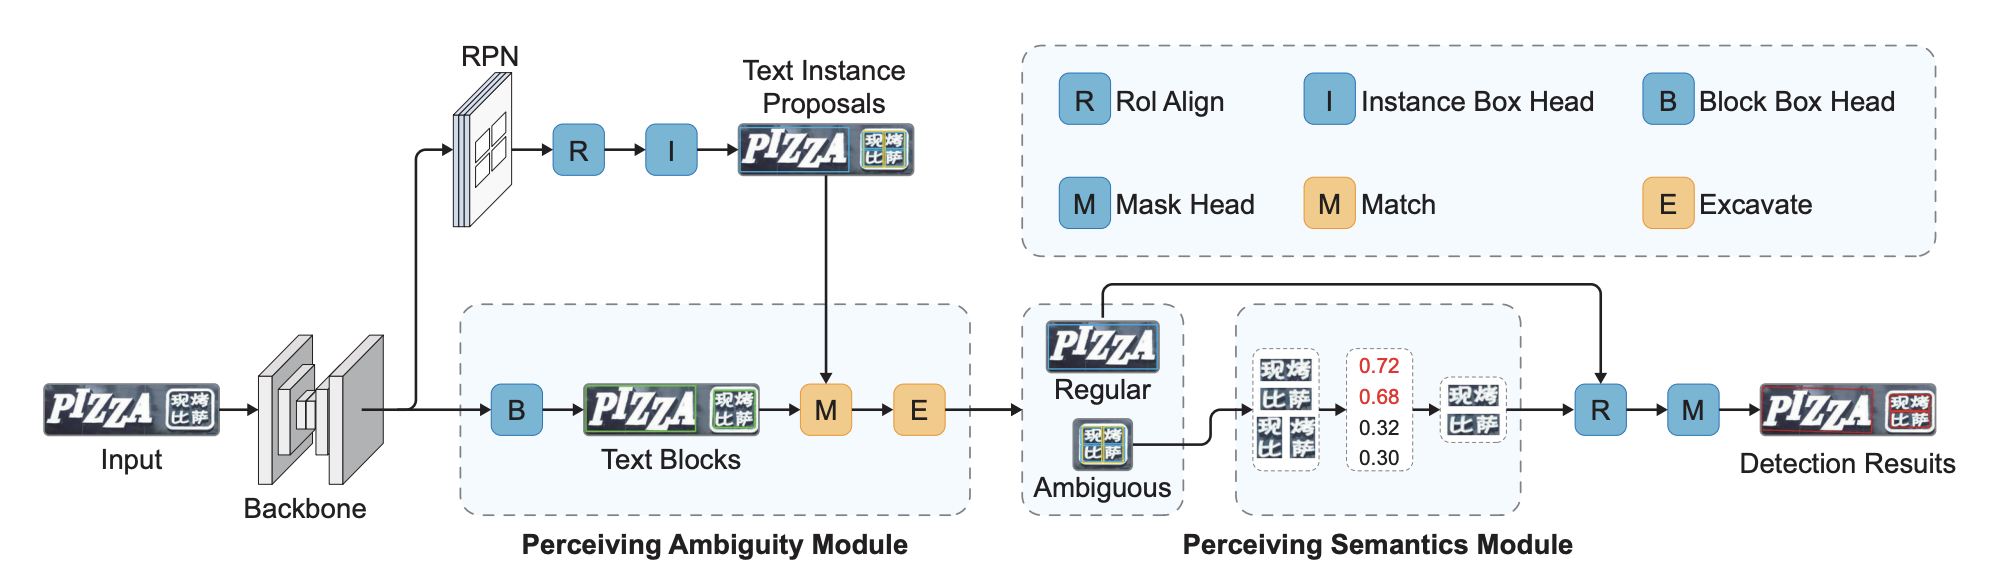 RPN
Text Instance
Proposals
R
I
PIZZA
现烤
比萨
R RoI Align
I Instance Box Head
B Block Box Head
M Mask Head
M Match
E Excavate
PIZZA
现烤
比萨
Input
Backbone
B
PIZZA
现烤
比萨
Text Blocks
M
E
Perceiving Ambiguity Module
PIZZA
Regular
现烤
比萨
Ambiguous
现烤
比萨
现 烤
比 萨
0.72
0.68
0.32
0.30
现烤
比萨
Perceiving Semantics Module
R
M
PIZZA
现烤
比萨
Detection Resuits